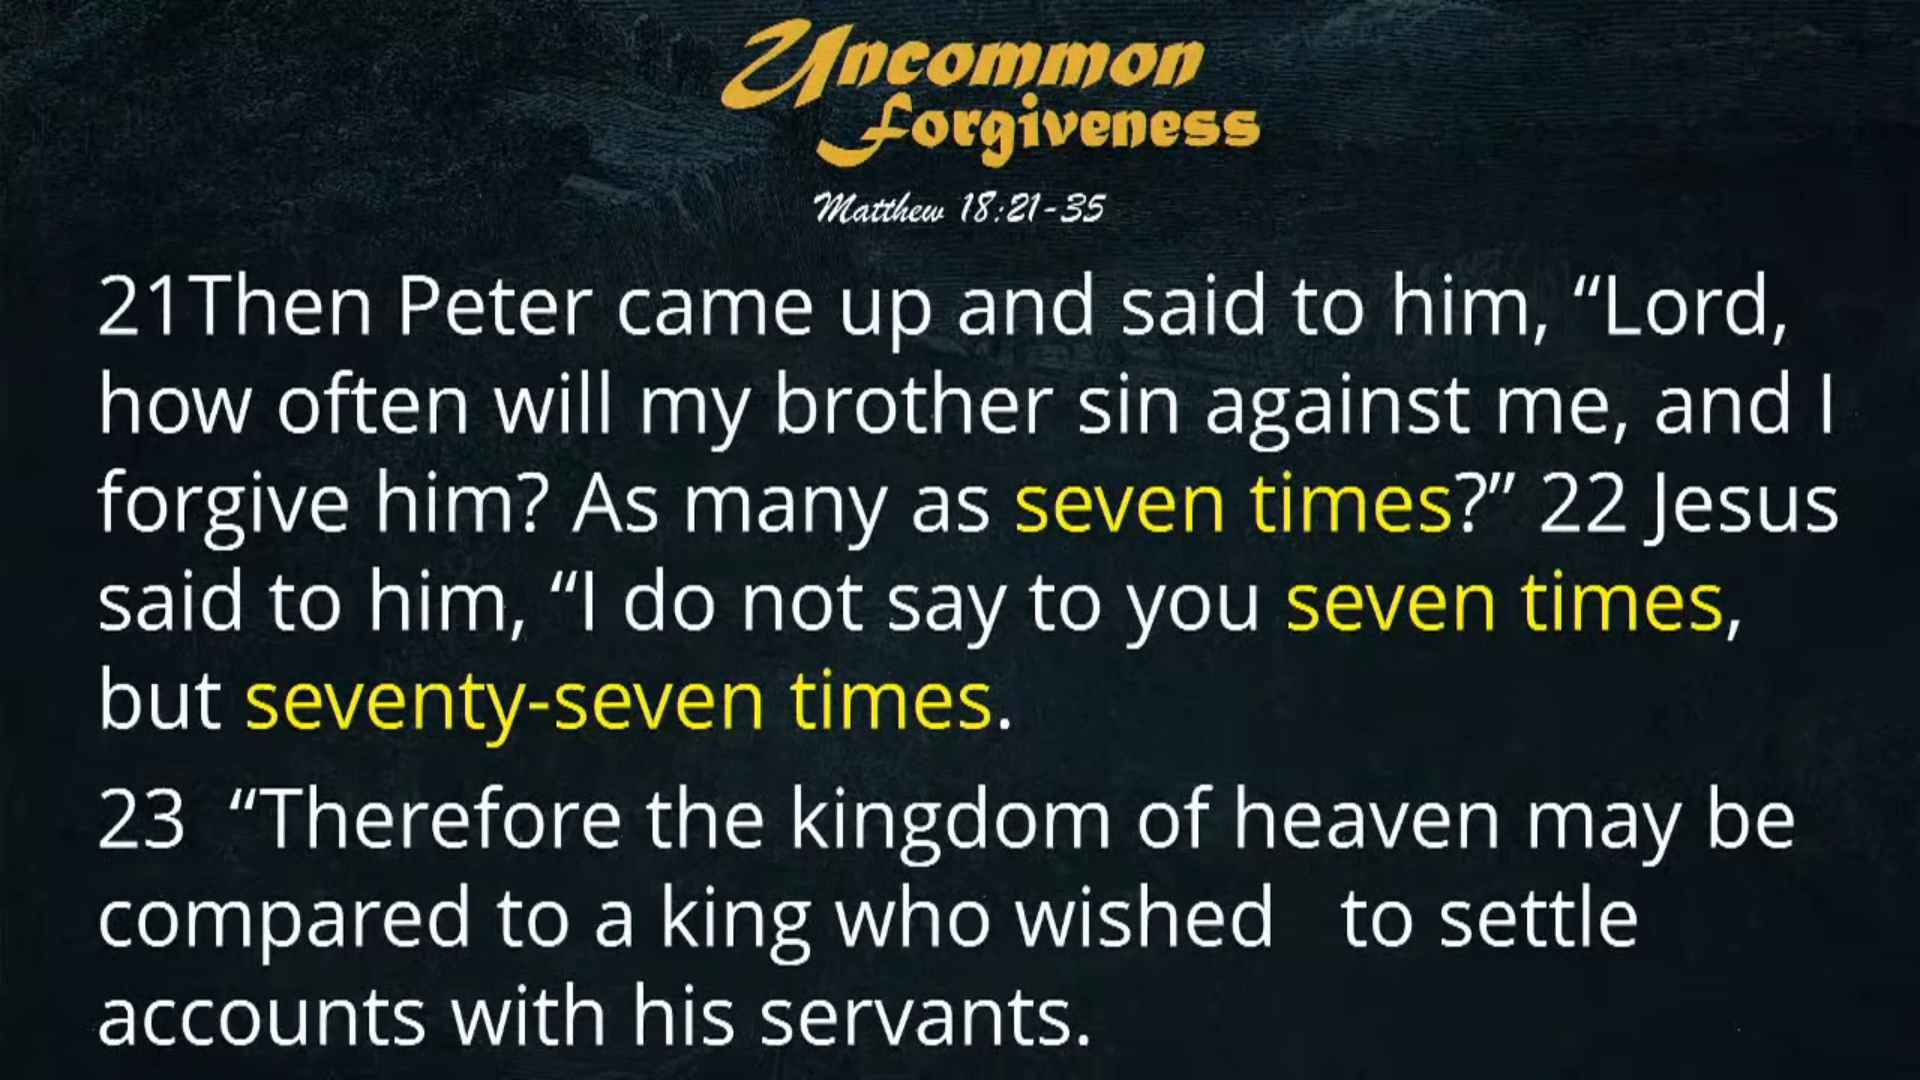 Uncommon
Forgiveness
Matthew 18:21-35
21Then Peter came up and said to him, “Lord,
how often will my brother sin against me, and I
forgive him? As many as seven times?” 22 Jesus
said to him, “I do not say to you seven times,
but seventy-seven times.
23  “Therefore the kingdom of heaven may be
compared to a king who wished   to settle
accounts with his servants.